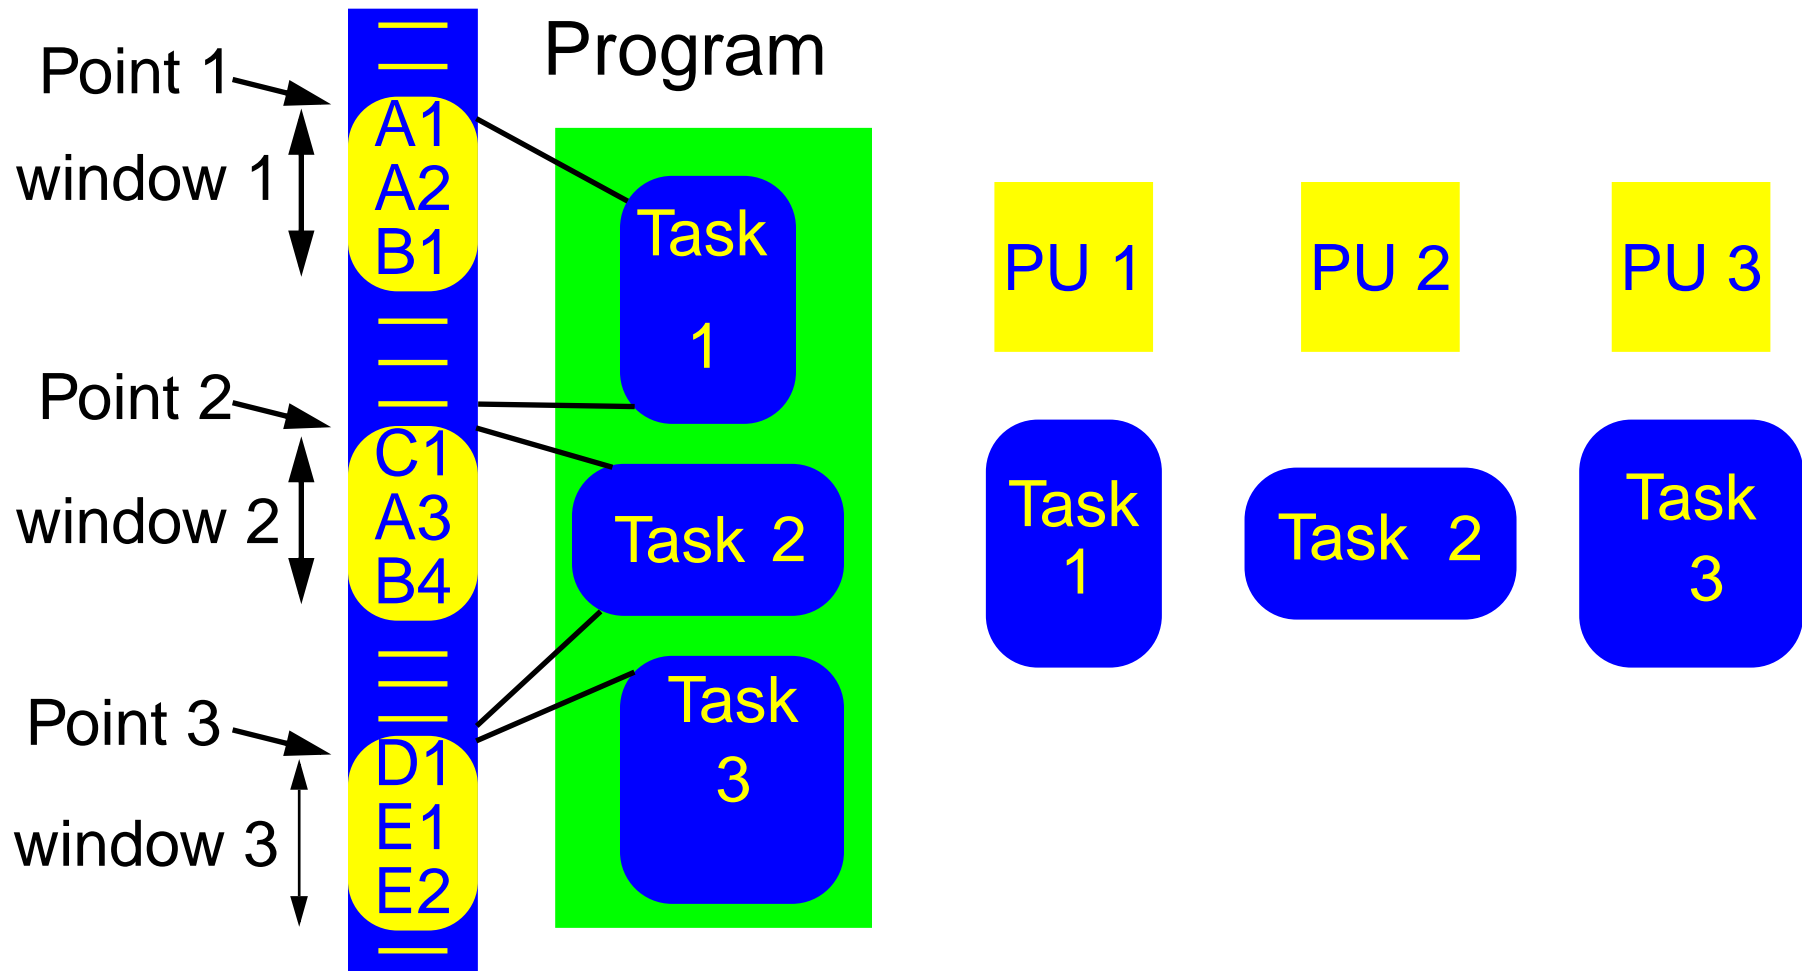 Program
Point 1
window 1
A1
A2
B1
Point 2
window 2
C1
A3
B4
Point 3
window 3
D1
E1
E2
Task
1
Task 2
Task
3
PU 1
PU 2
PU 3
Task
1
Task 2
Task
3